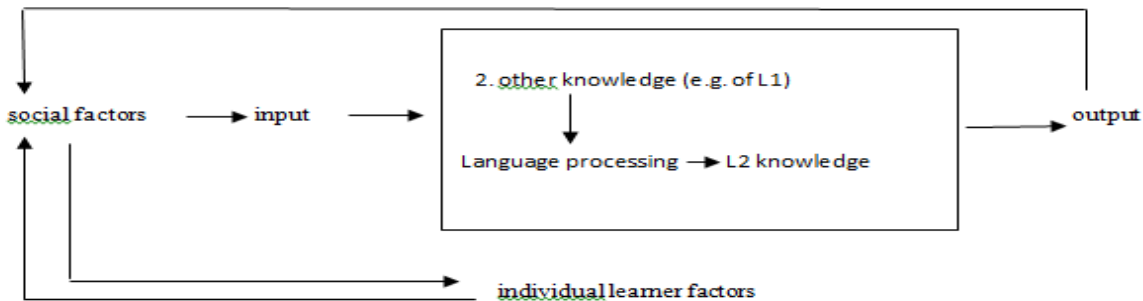 2. other knowledge (e.g. of L1)
social factors input output
Language processing L2 knowledge
individual learner factors